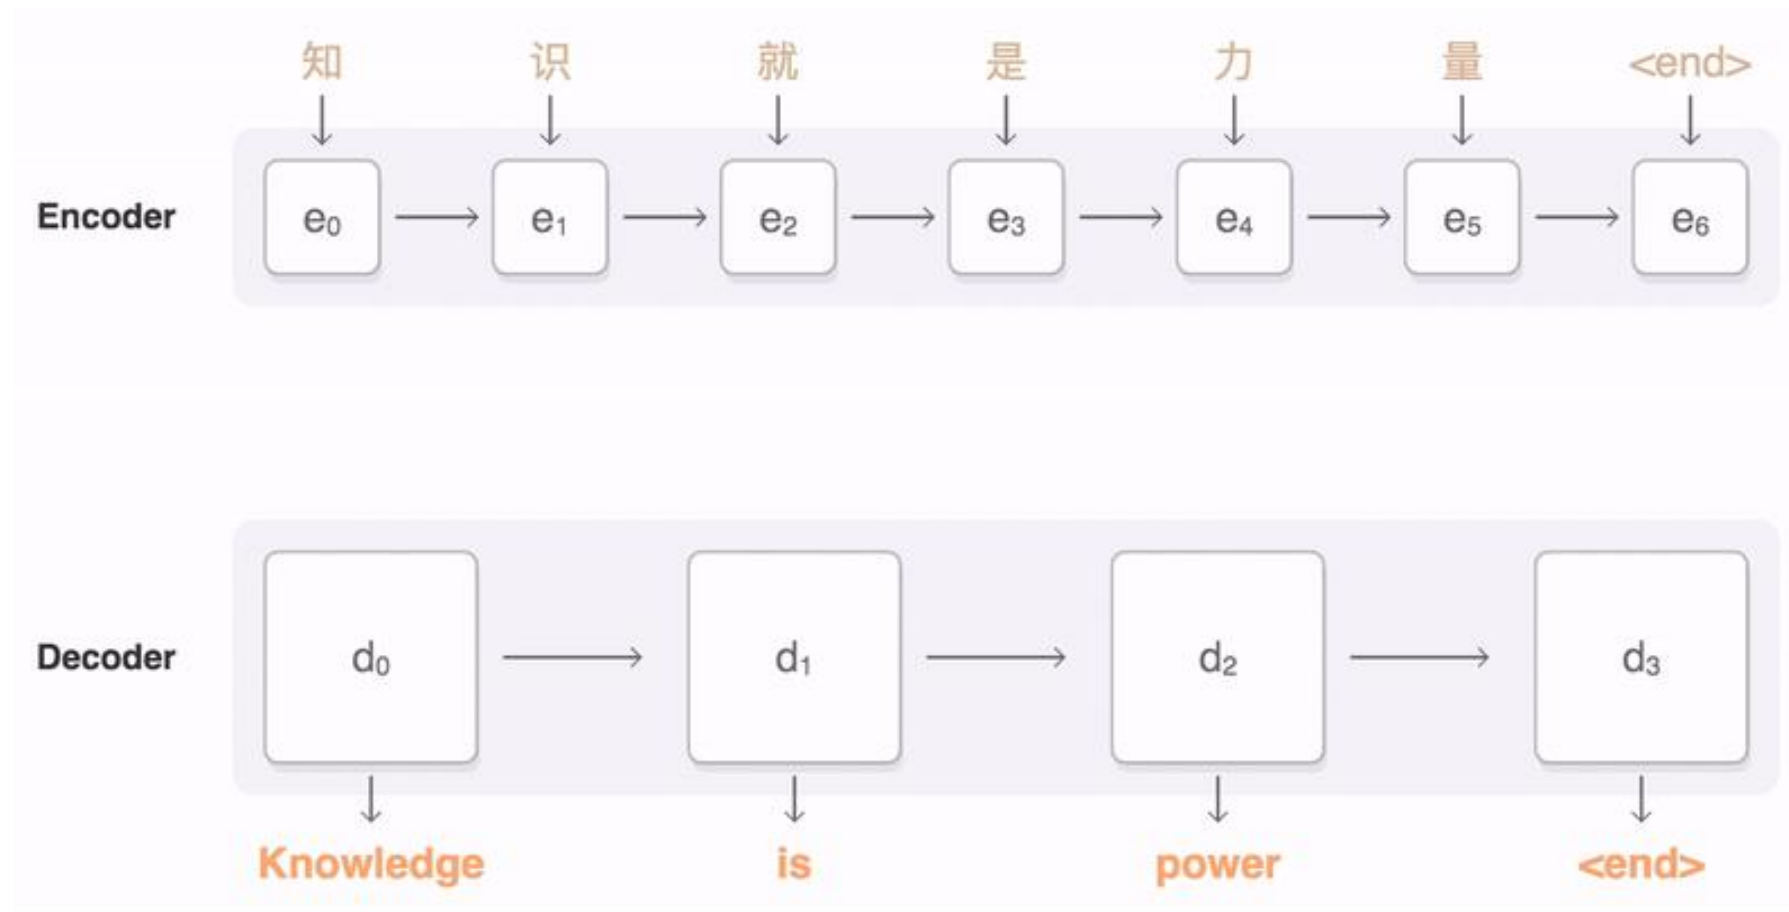 知 识 就 是 力 量 <end>
Encoder e₀ e₁ e₂ e₃ e₄ e₅ e₆
Decoder d₀ d₁ d₂ d₃
Knowledge is power <end>